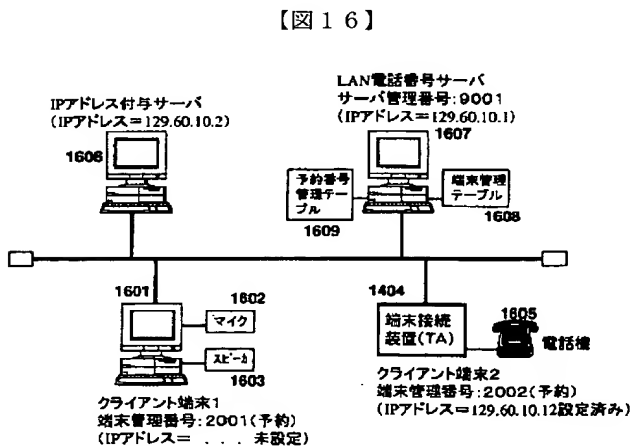 【図１６】
IPアドレス付与サーバ
(IPアドレス=129.60.10.2)
1606
LAN電話番号サーバ
サーバ管理番号:9001
(IPアドレス=129.60.10.1)
1607
予約番号
管理テー
ブル
1609
端末管理
テーブル
1608
1601
1602
マイク
スピーカ
1603
クライアント端末1
端末管理番号:2001(予約)
(IPアドレス= . . . 未設定)
1404
端末接続
装置(TA)
1605
電話機
クライアント端末2
端末管理番号:2002(予約)
(IPアドレス=129.60.10.12設定済み)